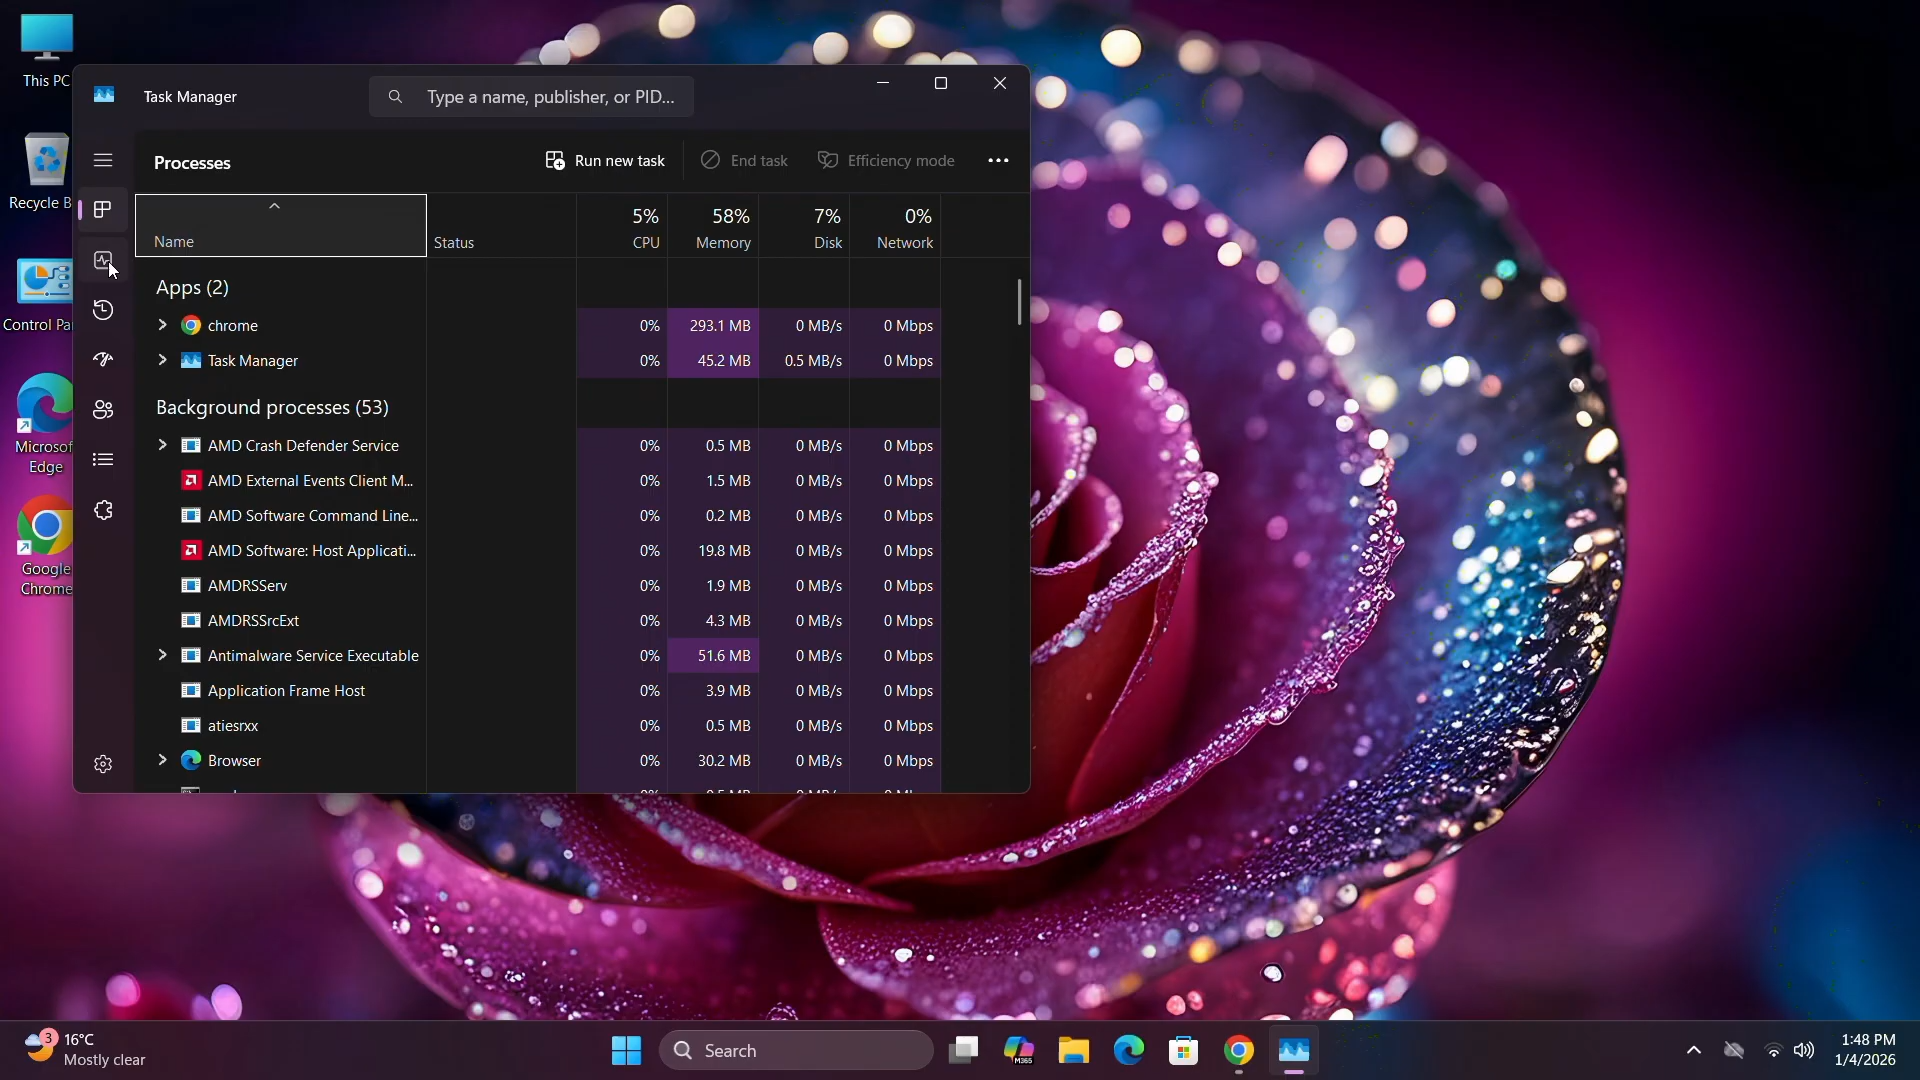 This PC
Recycle B
Control Pa
Microsof
Edge
Google
Chrome
Task Manager
Type a name, publisher, or PID...
Processes
Run new task
End task
Efficiency mode
5% 58% 7% 0%
Name Status CPU Memory Disk Network
Apps (2)
chrome 0% 293.1 MB 0 MB/s 0 Mbps
Task Manager 0% 45.2 MB 0.5 MB/s 0 Mbps
Background processes (53)
AMD Crash Defender Service 0% 0.5 MB 0 MB/s 0 Mbps
AMD External Events Client M... 0% 1.5 MB 0 MB/s 0 Mbps
AMD Software Command Line... 0% 0.2 MB 0 MB/s 0 Mbps
AMD Software: Host Applicati... 0% 19.8 MB 0 MB/s 0 Mbps
AMDRSServ 0% 1.9 MB 0 MB/s 0 Mbps
AMDRSSrcExt 0% 4.3 MB 0 MB/s 0 Mbps
Antimalware Service Executable 0% 51.6 MB 0 MB/s 0 Mbps
Application Frame Host 0% 3.9 MB 0 MB/s 0 Mbps
atiesrxx 0% 0.5 MB 0 MB/s 0 Mbps
Browser 0% 30.2 MB 0 MB/s 0 Mbps
3
16°C
Mostly clear
Search
M365
1:48 PM
1/4/2026